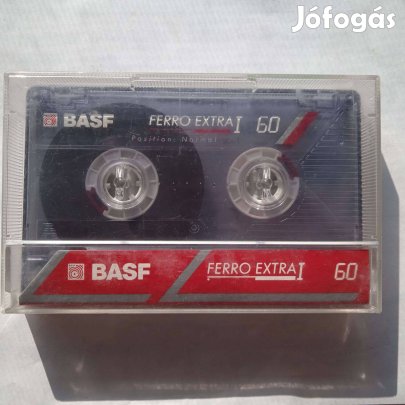 Jófogás
BASF FERRO EXTRA I 60
Position: Normal
BASF FERRO EXTRA I 60